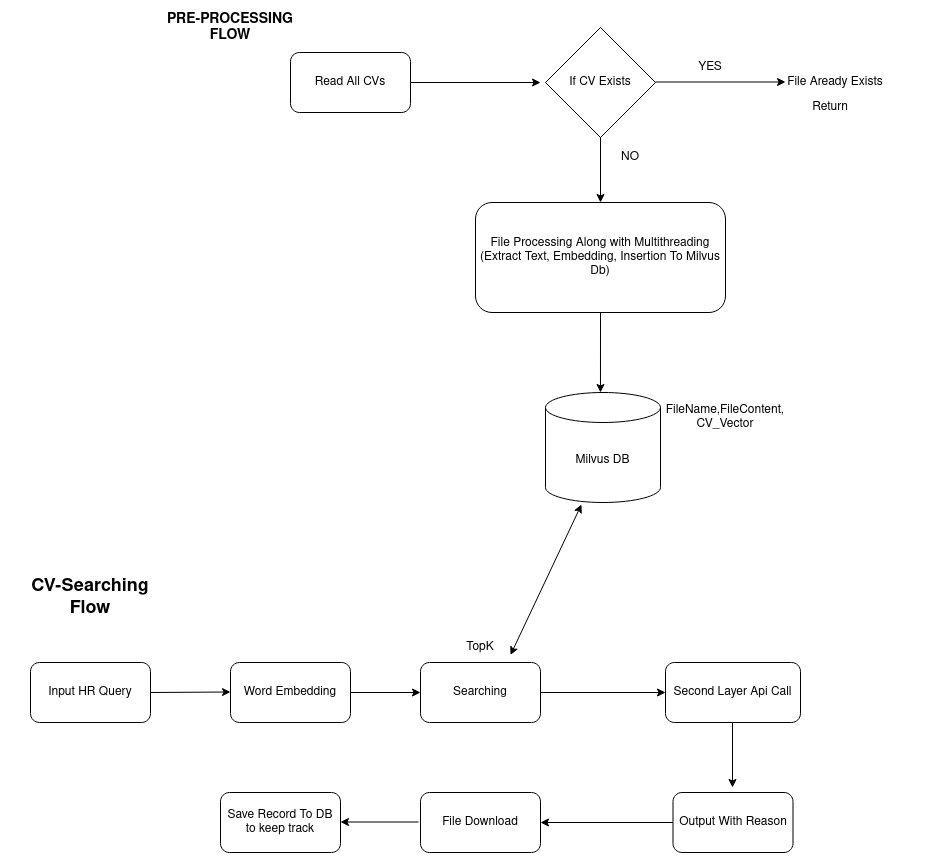 PRE-PROCESSING
FLOW
Read All CVs
If CV Exists
YES
File Aready Exists
Return
NO
File Processing Along with Multithreading
(Extract Text, Embedding, Insertion To Milvus
Db)
FileName,FileContent,
CV_Vector
Milvus DB
CV-Searching
Flow
TopK
Input HR Query
Word Embedding
Searching
Second Layer Api Call
Save Record To DB
to keep track
File Download
Output With Reason